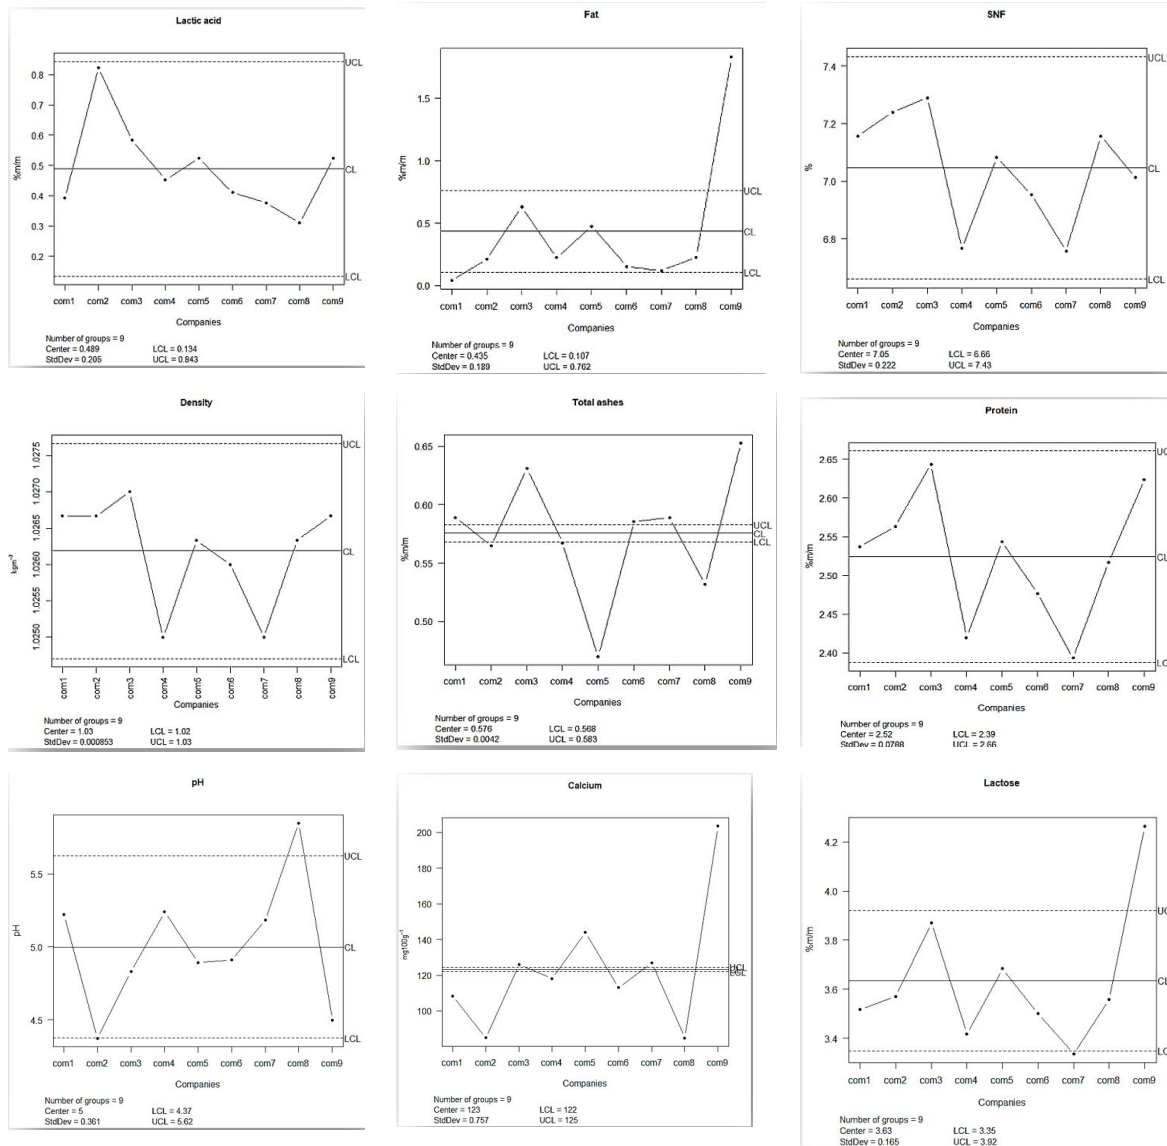 Lactic acid
%m/m
0.8
0.7
0.6
0.5
0.4
0.3
0.2
UCL
CL
LCL
com1 com2 com3 com4 com5 com6 com7 com8 com9
Companies
Number of groups = 9
Center = 0.489 LCL = 0.134
StdDev = 0.205 UCL = 0.843
Fat
%m/m
1.5
1.0
0.5
0.0
UCL
CL
LCL
com1 com2 com3 com4 com5 com6 com7 com8 com9
Companies
Number of groups = 9
Center = 0.435 LCL = 0.107
StdDev = 0.189 UCL = 0.762
SNF
%
7.4
7.2
7.0
6.8
UCL
CL
LCL
com1 com2 com3 com4 com5 com6 com7 com8 com9
Companies
Number of groups = 9
Center = 7.05 LCL = 6.66
StdDev = 0.222 UCL = 7.43
Density
kgm⁻³
1.0275
1.0270
1.0265
1.0260
1.0255
1.0250
UCL
CL
LCL
com1 com2 com3 com4 com5 com6 com7 com8 com9
Companies
Number of groups = 9
Center = 1.03 LCL = 1.02
StdDev = 0.000853 UCL = 1.03
Total ashes
%m/m
0.65
0.60
0.55
0.50
UCL
CL
LCL
com1 com2 com3 com4 com5 com6 com7 com8 com9
Companies
Number of groups = 9
Center = 0.576 LCL = 0.568
StdDev = 0.0042 UCL = 0.583
Protein
%m/m
2.65
2.60
2.55
2.50
2.45
2.40
UC
CL
LC
com1 com2 com3 com4 com5 com6 com7 com8 com9
Companies
Number of groups = 9
Center = 2.52 LCL = 2.39
StdDev = 0.0788 UCL = 2.66
pH
pH
5.5
5.0
4.5
UCL
CL
LCL
com1 com2 com3 com4 com5 com6 com7 com8 com9
Companies
Number of groups = 9
Center = 5 LCL = 4.37
StdDev = 0.361 UCL = 5.62
Calcium
mg100g⁻¹
200
180
160
140
120
100
UCL
LCL
com1 com2 com3 com4 com5 com6 com7 com8 com9
Companies
Number of groups = 9
Center = 123 LCL = 122
StdDev = 0.757 UCL = 125
Lactose
%m/m
4.2
4.0
3.8
3.6
3.4
UC
CL
LC
com1 com2 com3 com4 com5 com6 com7 com8 com9
Companies
Number of groups = 9
Center = 3.63 LCL = 3.35
StdDev = 0.165 UCL = 3.92